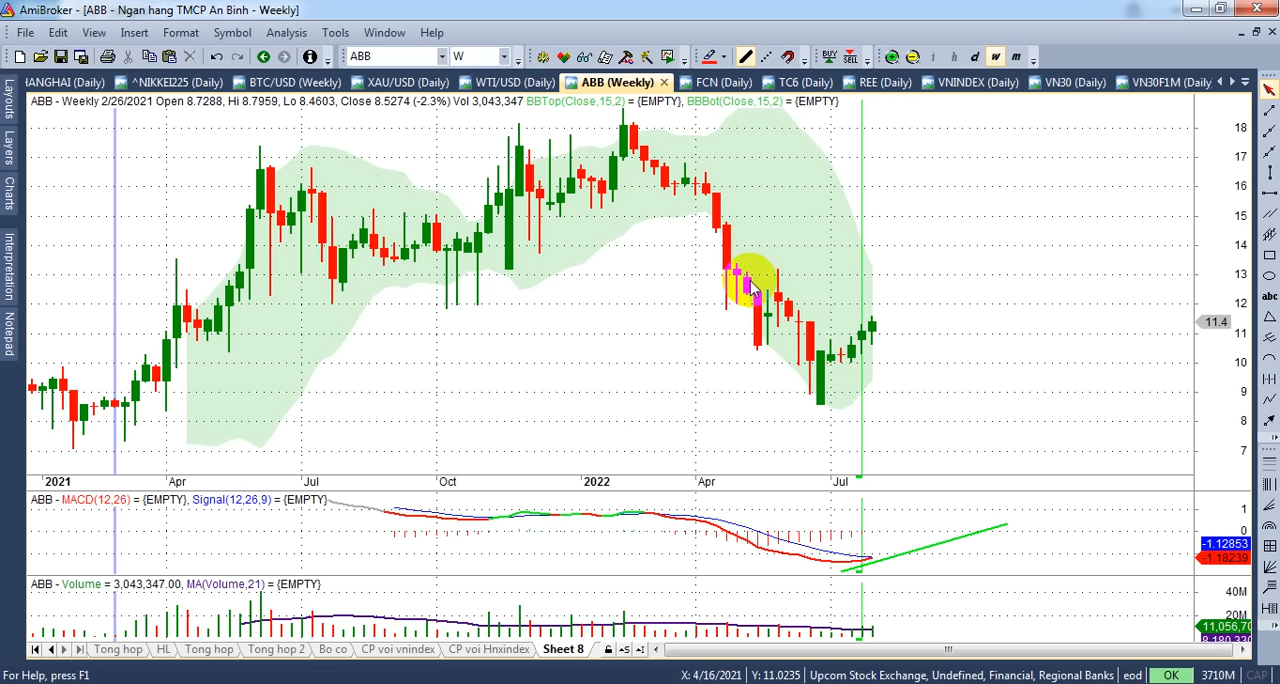 AmiBroker - [ABB - Ngan hang TMCP An Binh - Weekly]
File Edit View Insert Format Symbol Analysis Tools Window Help
ABB W BUY SELL i h d w m
HANGHAI (Daily) ^NIKKEI225 (Daily) BTC/USD (Weekly) XAU/USD (Daily) WTI/USD (Daily) ABB (Weekly) FCN (Daily) TC6 (Daily) REE (Daily) VNINDEX (Daily) VN30 (Daily) VN30F1M (Daily)
ABB - Weekly 2/26/2021 Open 8.7288, Hi 8.7959, Lo 8.4603, Close 8.5274 (-2.3%) Vol 3,043,347 BBTop(Close,15,2) = {EMPTY}, BBBot(Close,15,2) = {EMPTY}
Layouts
Layers
Charts
Interpretation
Notepad
18
17
16
15
14
13
12
11.4
11
10
9
8
7
2021 Apr Jul Oct 2022 Apr Jul
ABB - MACD(12,26) = {EMPTY}, Signal(12,26,9) = {EMPTY}
1
0
-1.12853
-1.18239
ABB - Volume = 3,043,347.00, MA(Volume,21) = {EMPTY}
40M
20M
11,056,70
Tong hop HL Tong hop Tong hop 2 Bo co CP voi vnindex CP voi Hnxindex Sheet 8
For Help, press F1 X: 4/16/2021 Y: 11.0235, Undefined, Financial, Regional Banks Upcom Stock Exchange, Undefined, Financial, Regional Banks eod OK 3710M CAP
abc